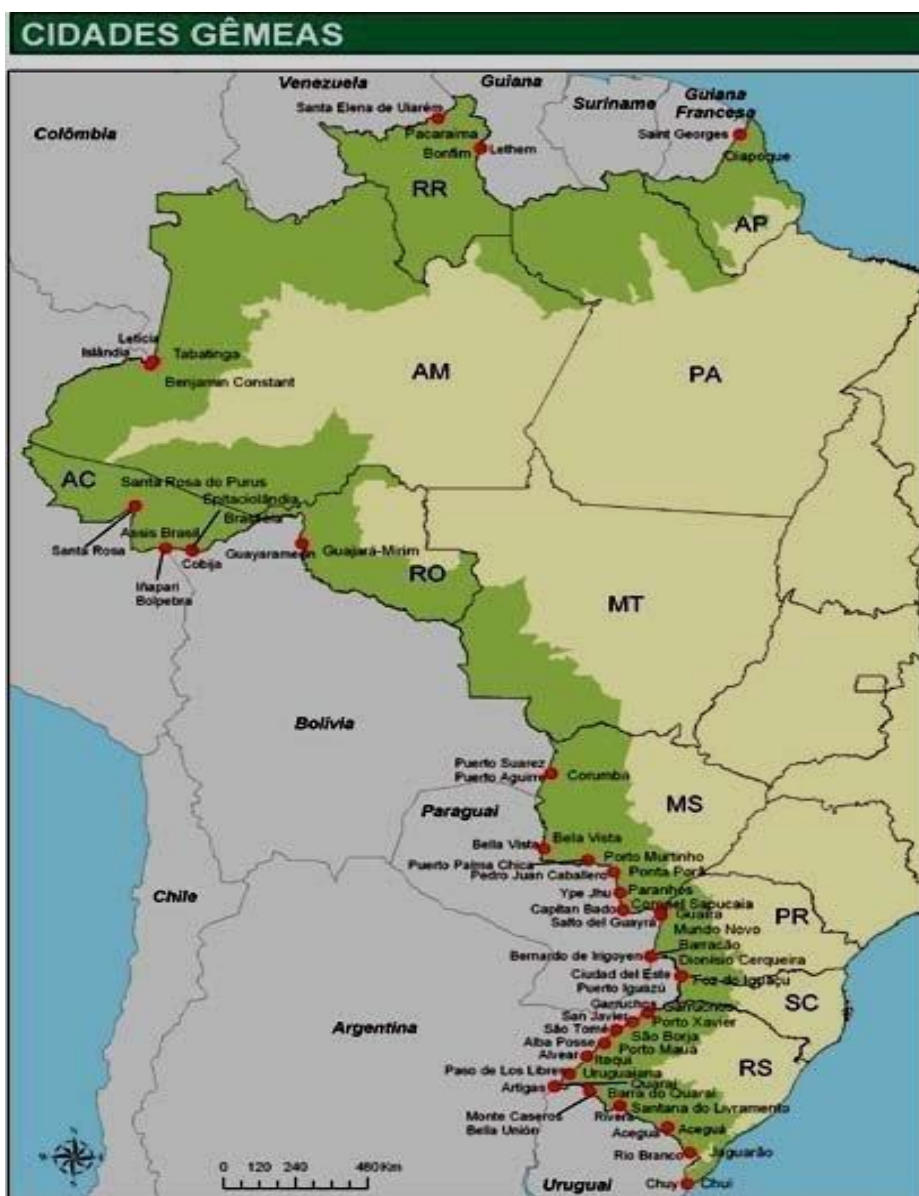 CIDADES GÊMEAS
Venezuela
Guiana
Suriname
Guiana
Francesa
Colômbia
Santa Elena de Uiarém
Pacaraima
Bonfim
Lethem
Saint Georges
Oiapoque
RR
AP
Letícia
Islândia
Tabatinga
Benjamin Constant
AM
PA
AC
Santa Rosa do Purus
Epitaciolândia
Brasiléia
Assis Brasil
Santa Rosa
Cobija
Guayarameón
Guajará-Mirim
Iñapari
Bolpebra
RO
MT
Bolívia
Puerto Suarez
Puerto Aguirre
Corumba
MS
Paraguai
Bella Vista
Bela Vista
Puerto Palma Chica
Porto Murtinho
Pedro Juan Caballero
Ponta Porã
Ype Jhu
Paranhos
Capitan Bado
Coronel Sapucaia
Salto del Guayrá
Guaíra
Mundo Novo
PR
Chile
Bernardo de Irigoyen
Barracão
Dionísio Cerqueira
Ciudad del Este
Puerto Iguazú
Foz do Iguaçu
SC
Garruchos
Garruchos
San Javier
Porto Xavier
Argentina
São Tomé
São Borja
Alba Posse
Porto Mauá
Alvear
Itaqui
RS
Paso de Los Libres
Uruguaiana
Artigas
Quaraí
Barra do Quaraí
Monte Caseros
Bella Unión
Rivera
Santana do Livramento
Aceguá
Aceguá
Rio Branco
Jaguarão
Chuy
Chui
Uruguai
0 120 240 480 Km